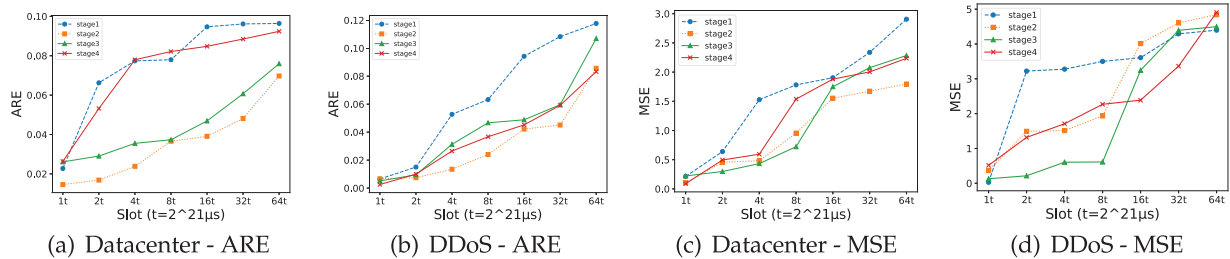 ARE
0.10
0.08
0.06
0.04
0.02
stage1
stage2
stage3
stage4
1t 2t 4t 8t 16t 32t 64t
Slot (t=2^21μs)
(a) Datacenter - ARE
ARE
0.12
0.10
0.08
0.06
0.04
0.02
0.00
stage1
stage2
stage3
stage4
1t 2t 4t 8t 16t 32t 64t
Slot (t=2^21μs)
(b) DDoS - ARE
MSE
3.0
2.5
2.0
1.5
1.0
0.5
0.0
stage1
stage2
stage3
stage4
1t 2t 4t 8t 16t 32t 64t
Slot (t=2^21μs)
(c) Datacenter - MSE
MSE
5
4
3
2
1
0
stage1
stage2
stage3
stage4
1t 2t 4t 8t 16t 32t 64t
Slot (t=2^21μs)
(d) DDoS - MSE